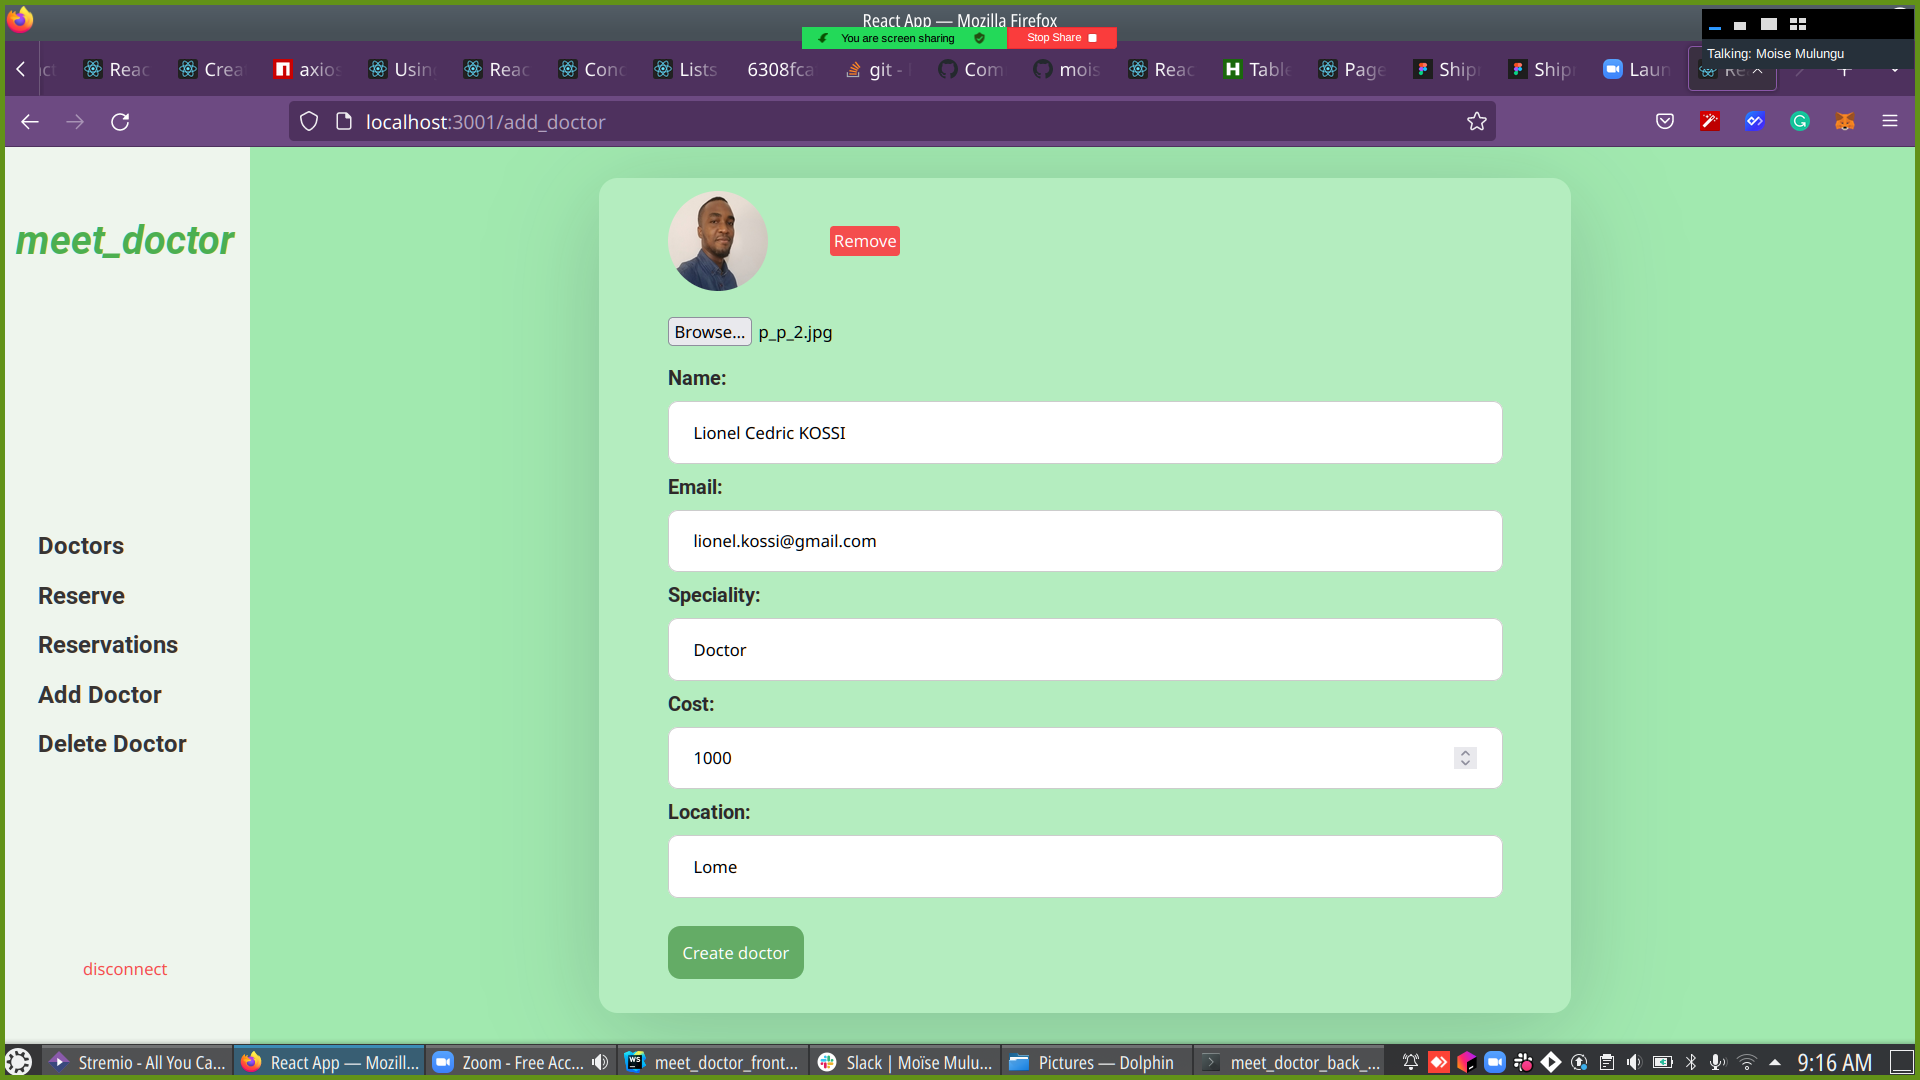 React App — Mozilla Firefox
You are screen sharing
Stop Share
Talking: Moise Mulungu
Reac
Crea
axios
Usin
Reac
Conc
Lists
6308fca
git -
Com
mois
Reac
Table
Page
Ship
Ship
Laun
localhost:3001/add_doctor
meet_doctor
Doctors
Reserve
Reservations
Add Doctor
Delete Doctor
disconnect
Remove
Browse... p_p_2.jpg
Name:
Lionel Cedric KOSSI
Email:
lionel.kossi@gmail.com
Speciality:
Doctor
Cost:
1000
Location:
Lome
Create doctor
Stremio - All You Ca...
React App — Mozill...
Zoom - Free Acc...
meet_doctor_front...
Slack | Moïse Mulu...
Pictures — Dolphin
meet_doctor_back_...
9:16 AM